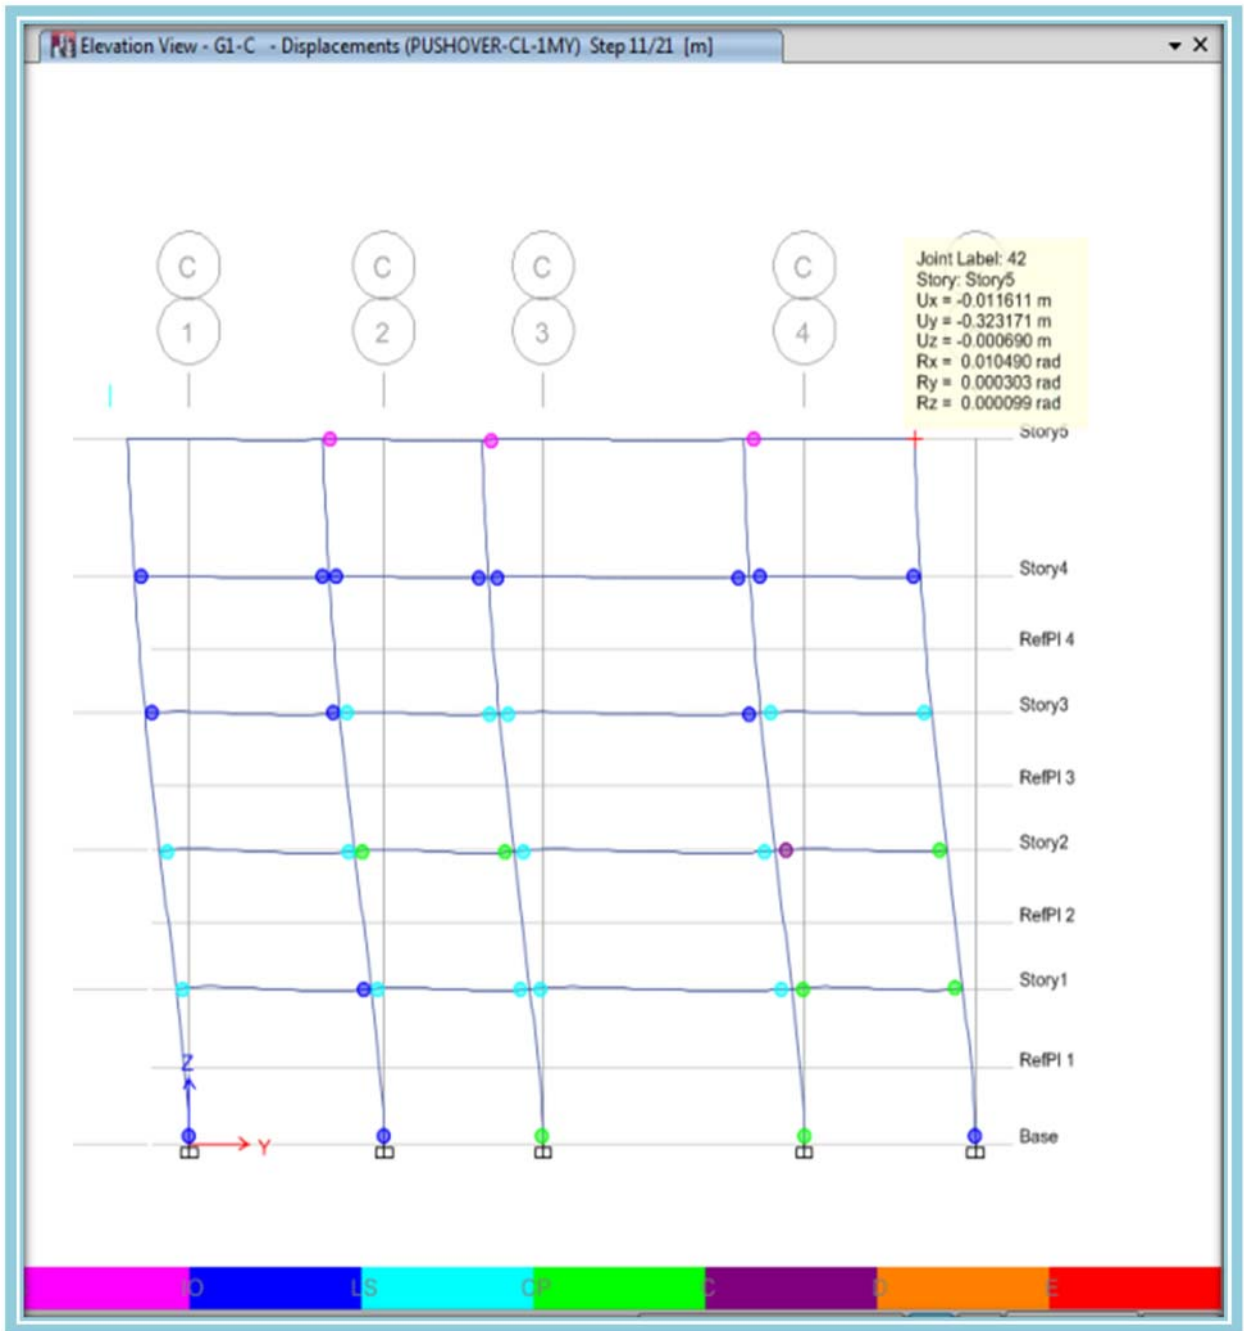 Elevation View - G1-C - Displacements (PUSHOVER-CL-1MY) Step 11/21 [m]
C C C C
1 2 3 4
Joint Label: 42
Story: Story5
Ux = -0.011611 m
Uy = -0.323171 m
Uz = -0.000690 m
Rx = 0.010490 rad
Ry = 0.000303 rad
Rz = 0.000099 rad
Story5
Story4
RefPl 4
Story3
RefPl 3
Story2
RefPl 2
Story1
RefPl 1
Z
Y
Base
IO LS CP C D E